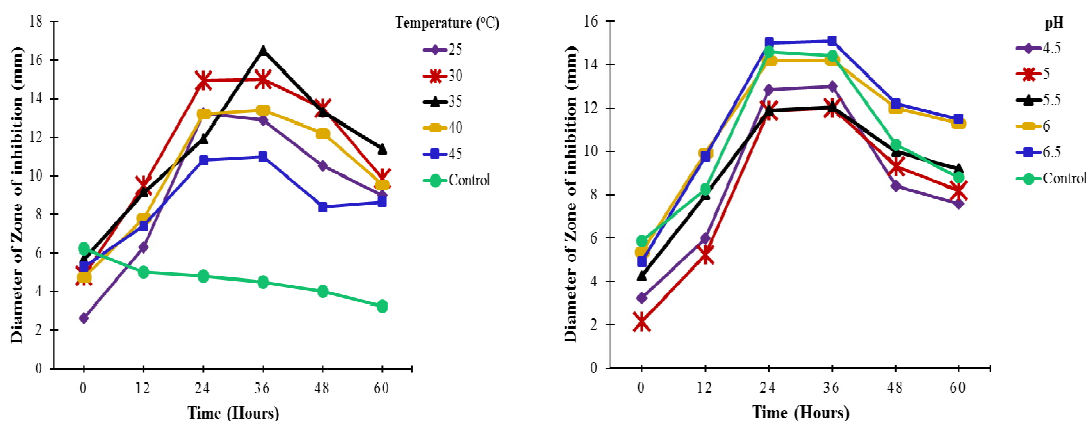 Temperature (°C)
25
30
35
40
45
Control
18
16
14
12
10
8
6
4
2
0
Diameter of Zone of inhibition (mm)
0 12 24 36 48 60
Time (Hours)
pH
4.5
5
5.5
6
6.5
Control
16
14
12
10
8
6
4
2
0
Diameter of Zone of inhibition (mm)
0 12 24 36 48 60
Time (Hours)